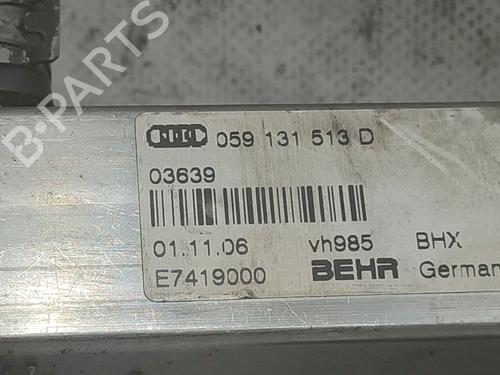 059 131 513 D
03639
01.11.06 vh985 BHX
E7419000 BEHR German
B-PARTS